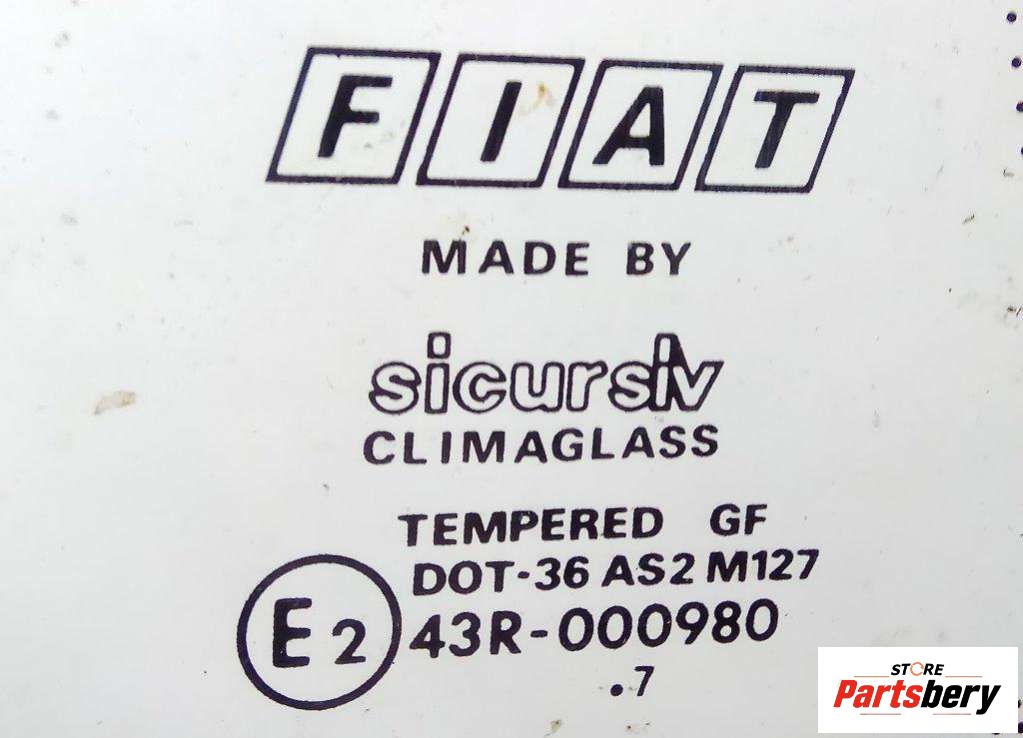 FIAT
MADE BY
sicursiv
CLIMAGLASS
TEMPERED GF
DOT-36 AS2 M127
E2 43R-000980
.7
STORE
Partsbery